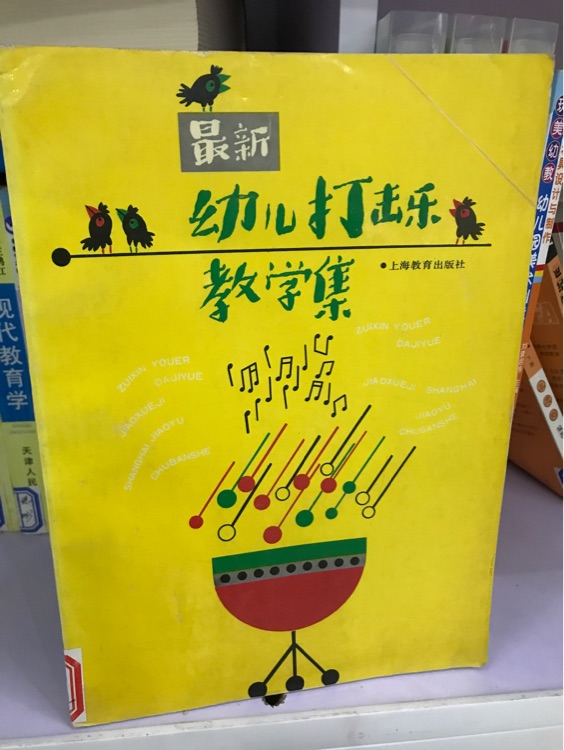 最新
幼儿打击乐
教学集
●上海教育出版社
ZUIXIN YOUER
DAJIYUE
JIAOXUEJI SHANGHAI
JIAOYU
CHUBANSHE
ZUIXIN YOUER
DAJIYUE
JIAOXUEJI
SHANGHAI JIAOYU
CHUBANSHE
现代教育学
天津人民